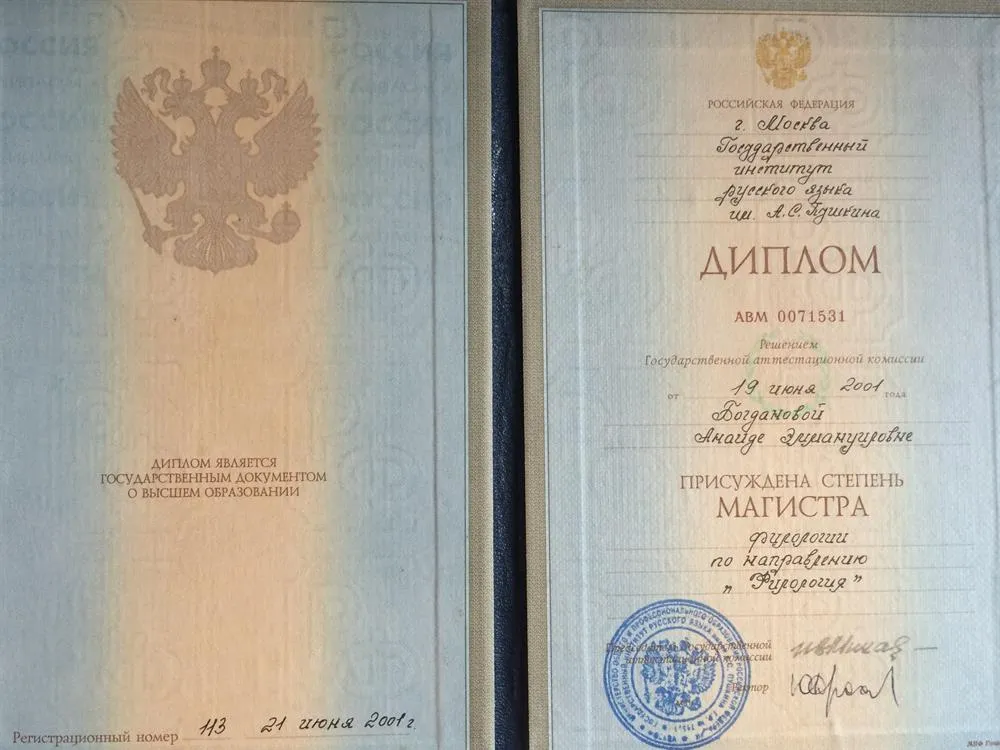 ДИПЛОМ ЯВЛЯЕТСЯ
ГОСУДАРСТВЕННЫМ ДОКУМЕНТОМ
О ВЫСШЕМ ОБРАЗОВАНИИ
Регистрационный номер 113 21 июня 2001г.
РОССИЙСКАЯ ФЕДЕРАЦИЯ
г. Москва
Государственный
институт
русского языка
им. А.С. Пушкина
ДИПЛОМ
АВМ 0071531
Решением
Государственной аттестационной комиссии
от 19 июня 2001 года
Богдановой
Анаиде Эммануиловне
ПРИСУЖДЕНА СТЕПЕНЬ
МАГИСТРА
филологии
по направлению
„Филология”
Председатель Государственной
аттестационной комиссии
Ректор